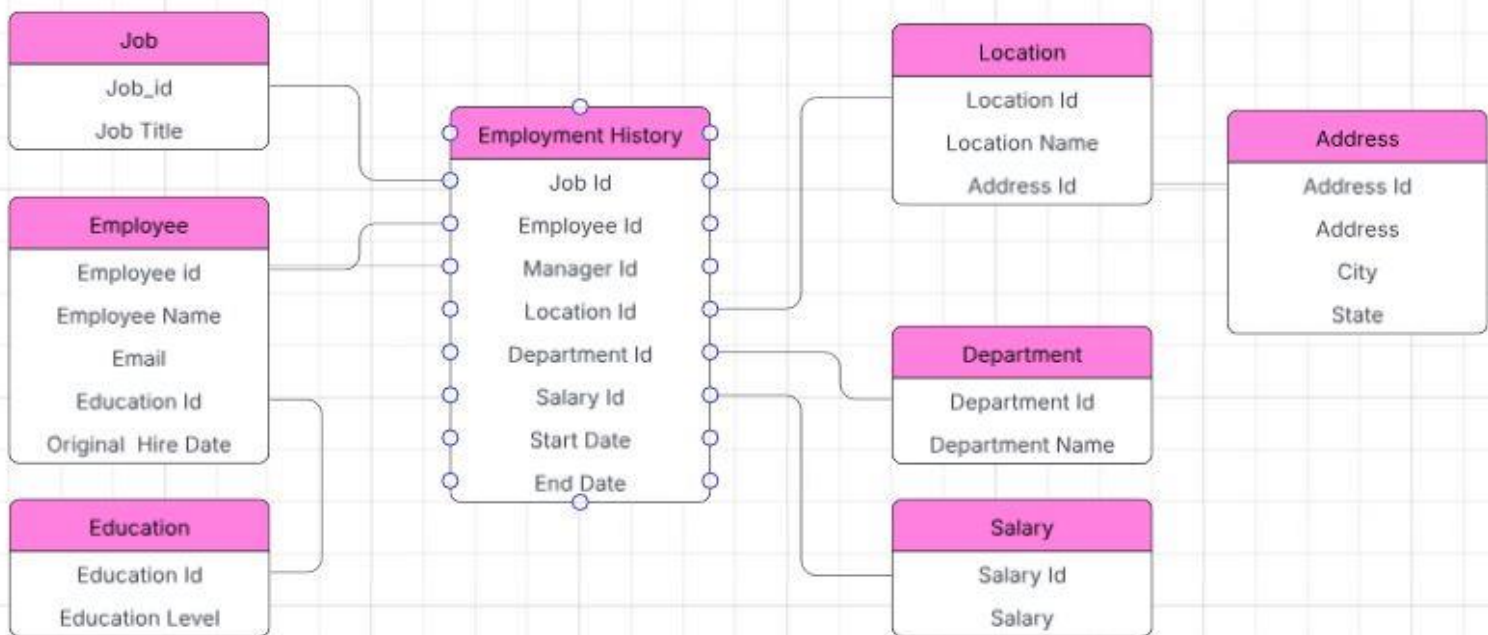 Job
Job_id
Job Title
Employee
Employee id
Employee Name
Email
Education Id
Original Hire Date
Education
Education Id
Education Level
Employment History
Job Id
Employee Id
Manager Id
Location Id
Department Id
Salary Id
Start Date
End Date
Location
Location Id
Location Name
Address Id
Department
Department Id
Department Name
Salary
Salary Id
Salary
Address
Address Id
Address
City
State